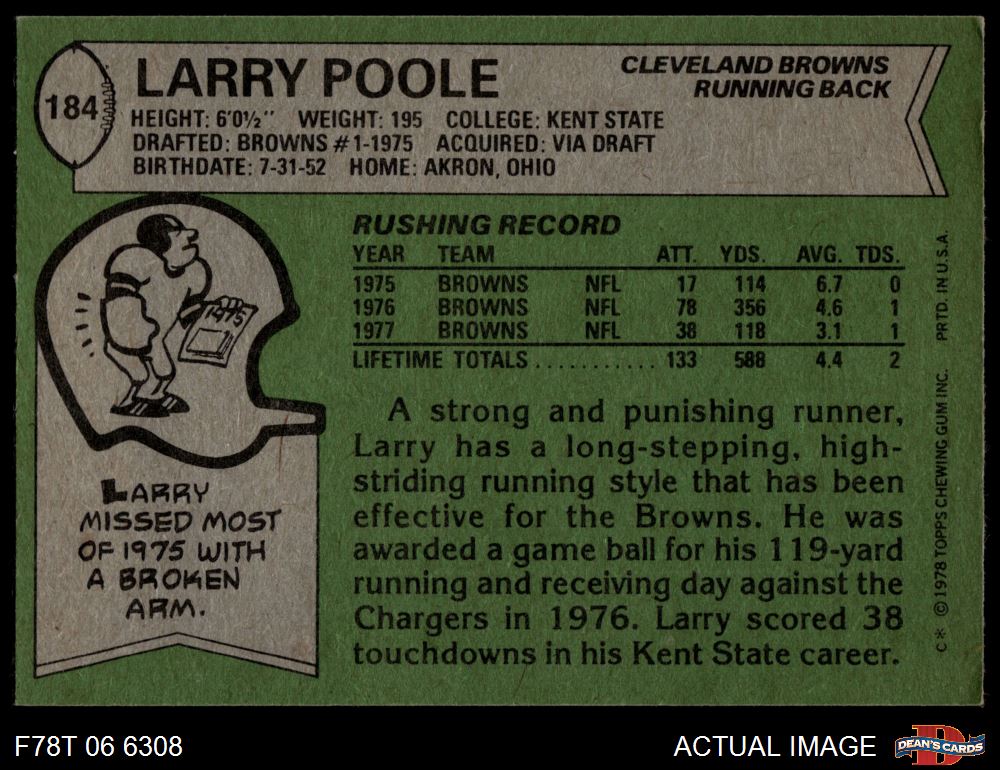 184
LARRY POOLE
CLEVELAND BROWNS
RUNNING BACK
HEIGHT: 6'0½" WEIGHT: 195 COLLEGE: KENT STATE
DRAFTED: BROWNS #1-1975 ACQUIRED: VIA DRAFT
BIRTHDATE: 7-31-52 HOME: AKRON, OHIO
RUSHING RECORD
YEAR TEAM ATT. YDS. AVG. TDS.
1975 BROWNS NFL 17 114 6.7 0
1976 BROWNS NFL 78 356 4.6 1
1977 BROWNS NFL 38 118 3.1 1
LIFETIME TOTALS ........... 133 588 4.4 2
1975
LARRY
MISSED MOST
OF 1975 WITH
A BROKEN
ARM.
A strong and punishing runner,
Larry has a long-stepping, high-
striding running style that has been
effective for the Browns. He was
awarded a game ball for his 119-yard
running and receiving day against the
Chargers in 1976. Larry scored 38
touchdowns in his Kent State career.
C* © 1978 TOPPS CHEWING GUM INC. PRTD. IN U.S.A.
F78T 06 6308
ACTUAL IMAGE
D
DEAN'S CARDS